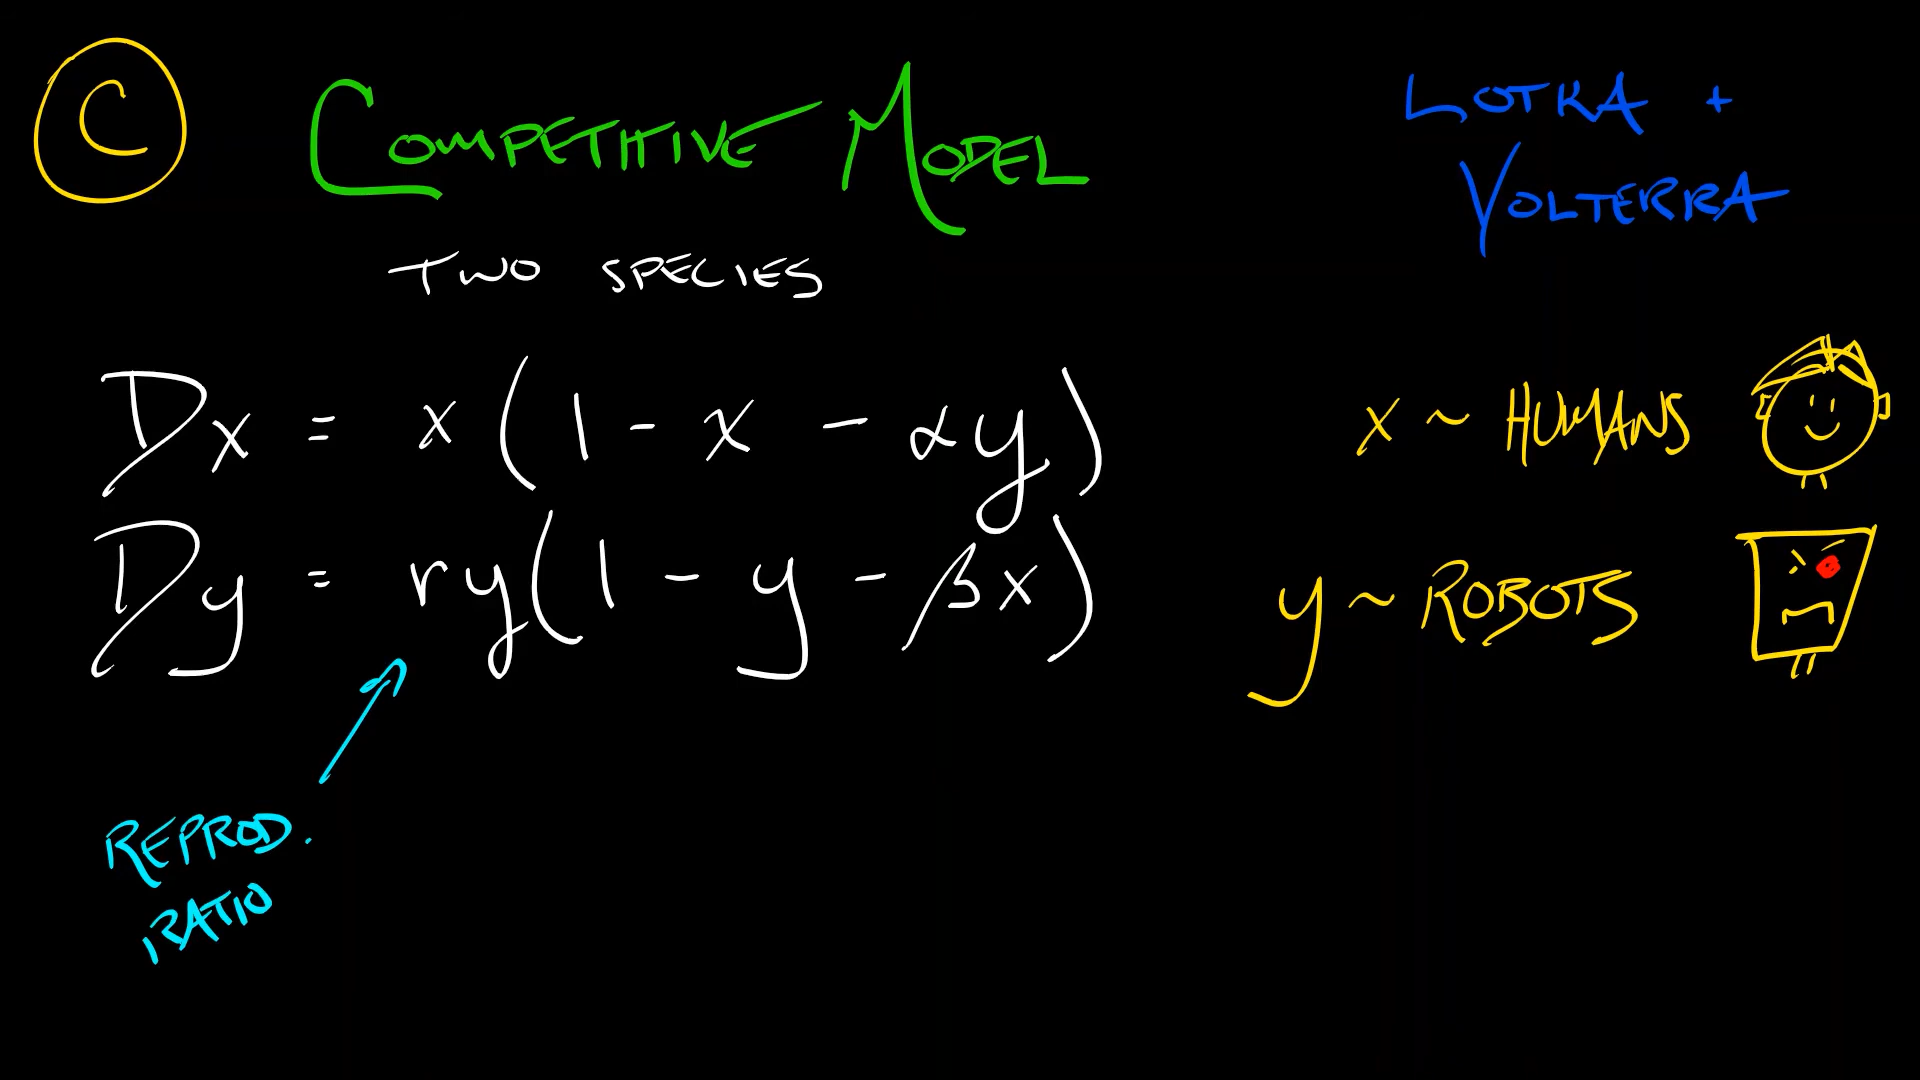 C COMPETITIVE MODEL
LOTKA +
VOLTERRA
TWO SPECIES
Dx = x(1 - x - αy)
x ~ HUMANS
Dy = ry(1 - y - βx)
y ~ ROBOTS
REPROD.
RATIO